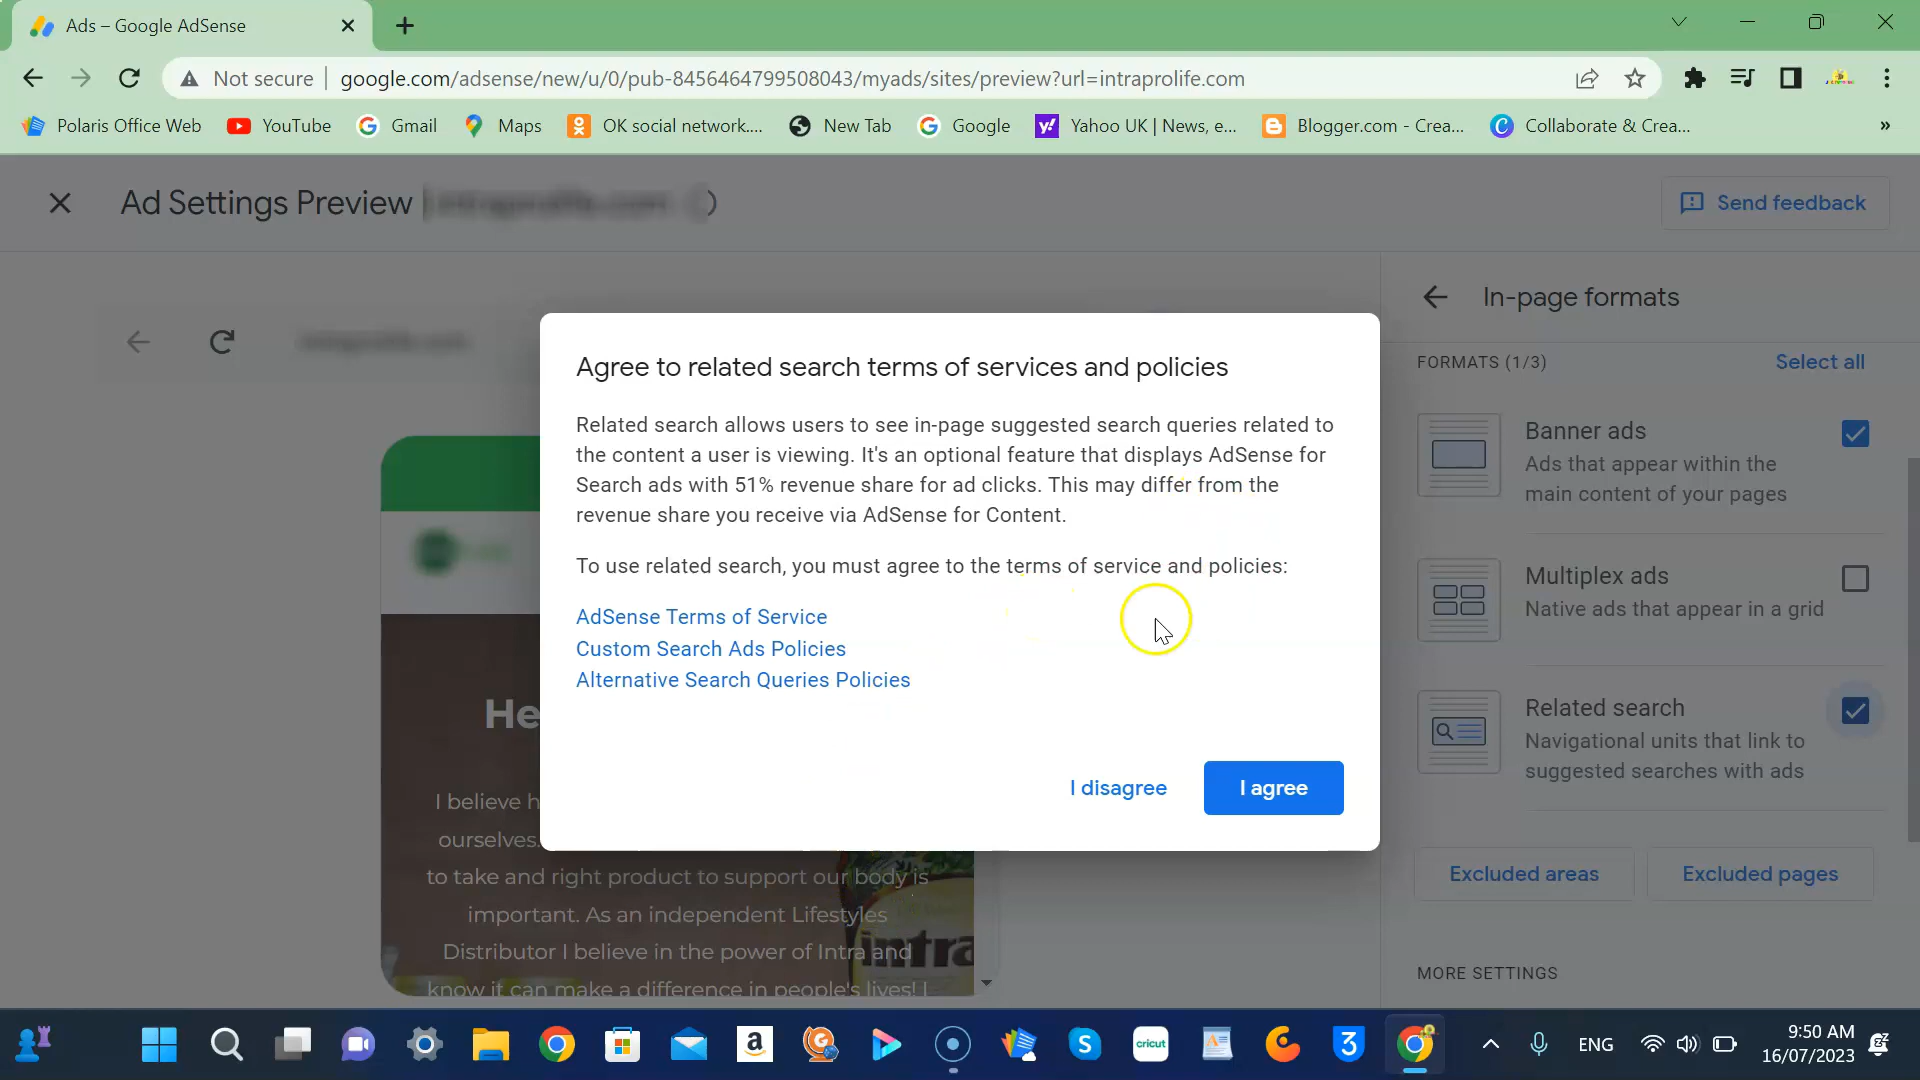 Ads – Google AdSense
Not secure
google.com/adsense/new/u/0/pub-8456464799508043/myads/sites/preview?url=intraprolife.com
Polaris Office Web
YouTube
Gmail
Maps
OK social network....
New Tab
Google
Yahoo UK | News, e...
Blogger.com - Crea...
Collaborate & Crea...
»
Ad Settings Preview
Send feedback
In-page formats
FORMATS (1/3)
Select all
Banner ads
Ads that appear within the
main content of your pages
Multiplex ads
Native ads that appear in a grid
Related search
Navigational units that link to
suggested searches with ads
Excluded areas
Excluded pages
MORE SETTINGS
Agree to related search terms of services and policies
Related search allows users to see in-page suggested search queries related to
the content a user is viewing. It's an optional feature that displays AdSense for
Search ads with 51% revenue share for ad clicks. This may differ from the
revenue share you receive via AdSense for Content.
To use related search, you must agree to the terms of service and policies:
AdSense Terms of Service
Custom Search Ads Policies
Alternative Search Queries Policies
I disagree
I agree
He
I believe h
ourselves.
to take and right product to support our body is
important. As an independent Lifestyles
Distributor I believe in the power of Intra and
know it can make a difference in people's lives! I
intra
cricut
ENG
9:50 AM
16/07/2023